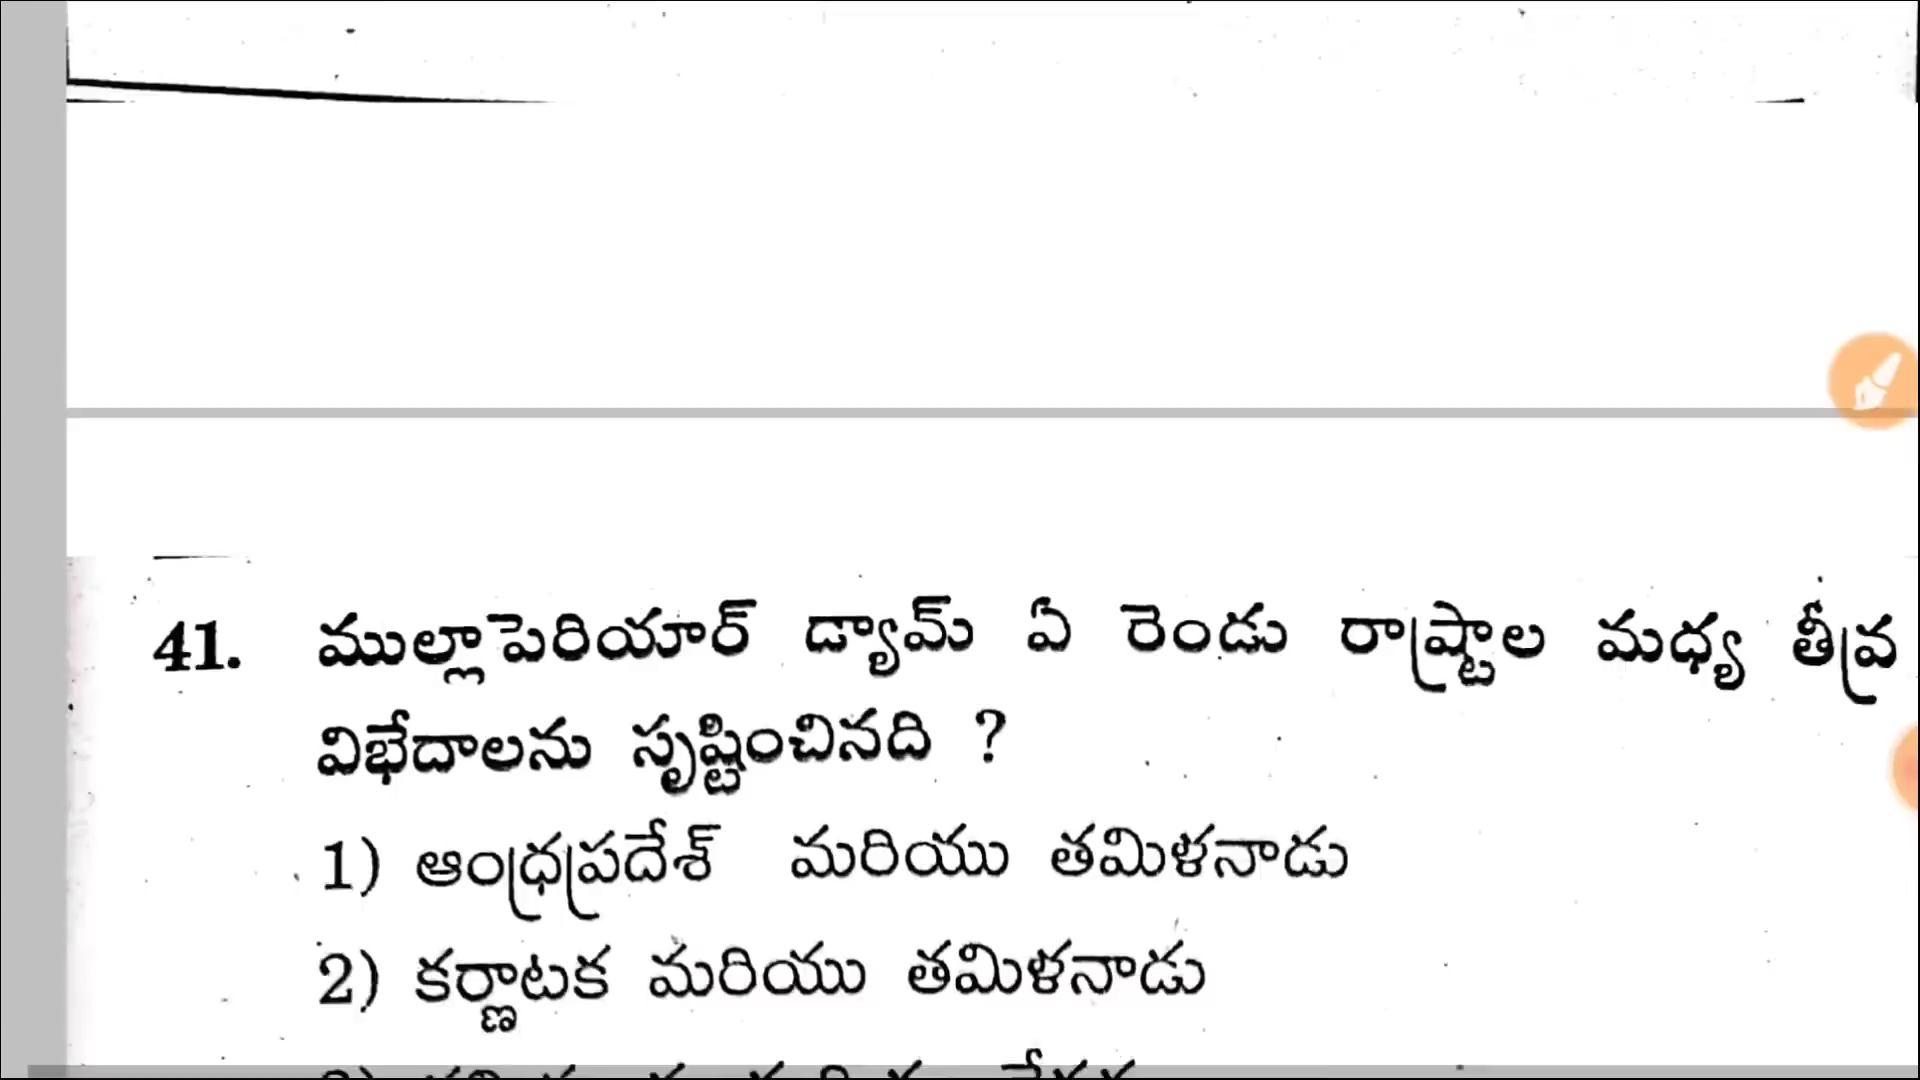 41. ముల్లాపెరియార్ డ్యామ్ ఏ రెండు రాష్ట్రాల మధ్య తీవ్ర
విభేదాలను సృష్టించినది ?
1) ఆంధ్రప్రదేశ్ మరియు తమిళనాడు
2) కర్ణాటక మరియు తమిళనాడు